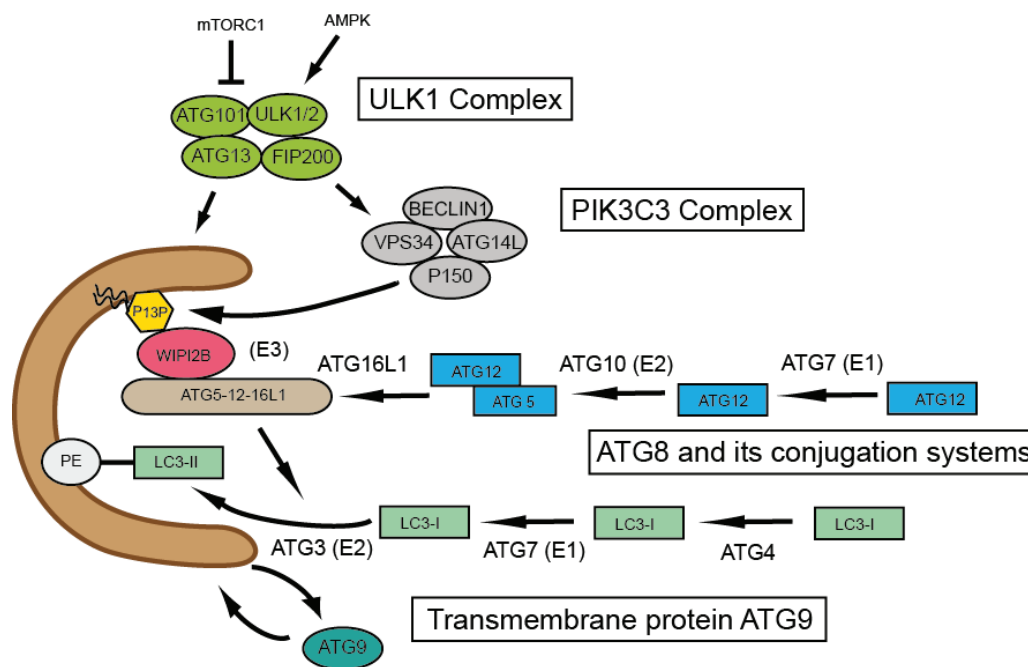 mTORC1
AMPK
ULK1 Complex
ATG101
ULK1/2
ATG13
FIP200
PIK3C3 Complex
BECLIN1
VPS34
ATG14L
P150
P13P
WIPI2B
(E3)
ATG5-12-16L1
ATG16L1
ATG12
ATG 5
ATG10 (E2)
ATG12
ATG7 (E1)
ATG12
ATG8 and its conjugation systems
PE
LC3-II
ATG3 (E2)
LC3-I
ATG7 (E1)
LC3-I
ATG4
LC3-I
Transmembrane protein ATG9
ATG9